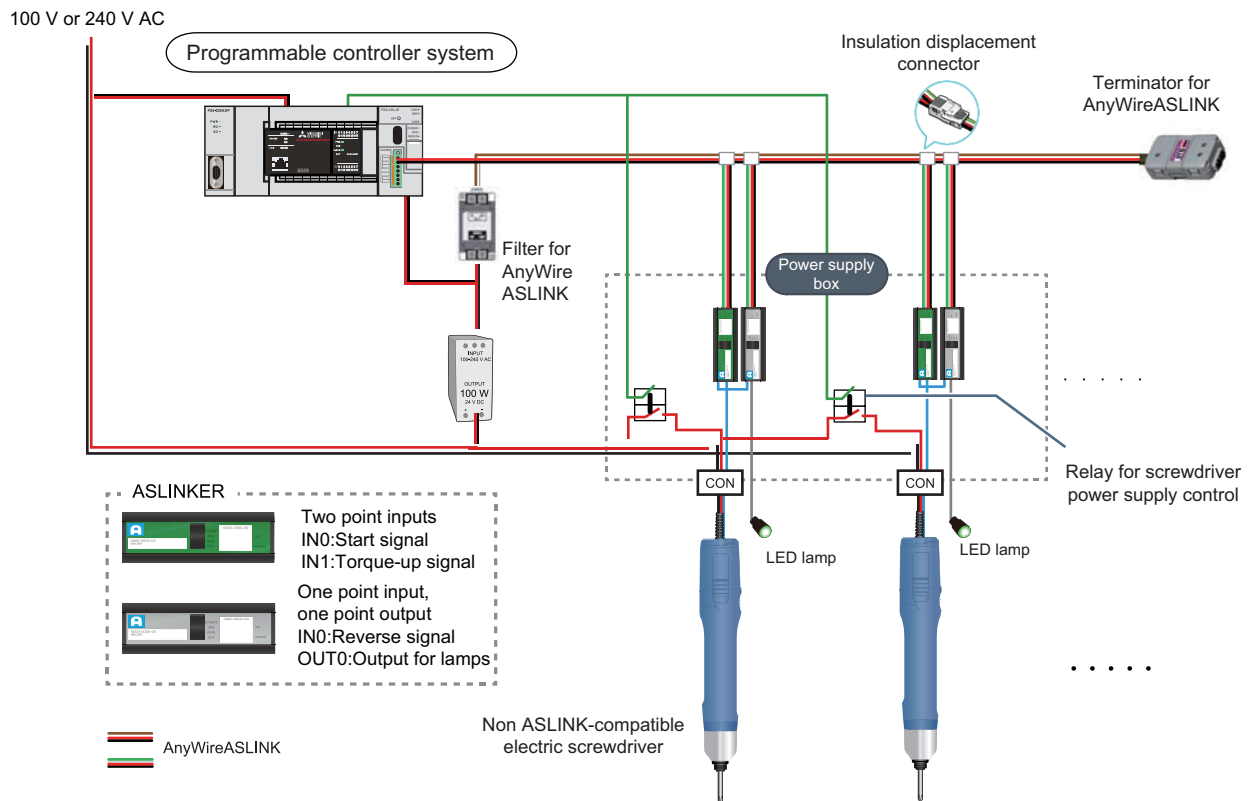 100 V or 240 V AC
Programmable controller system
Insulation displacement
connector
Terminator for
AnyWireASLINK
Filter for
AnyWire
ASLINK
Power supply
box
INPUT
100-240 V AC
OUTPUT
100 W
24 V DC
+ -
Relay for screwdriver
power supply control
CON
CON
LED lamp
LED lamp
ASLINKER
A
Two point inputs
IN0:Start signal
IN1:Torque-up signal
A
One point input,
one point output
IN0:Reverse signal
OUT0:Output for lamps
Non ASLINK-compatible
electric screwdriver
AnyWireASLINK